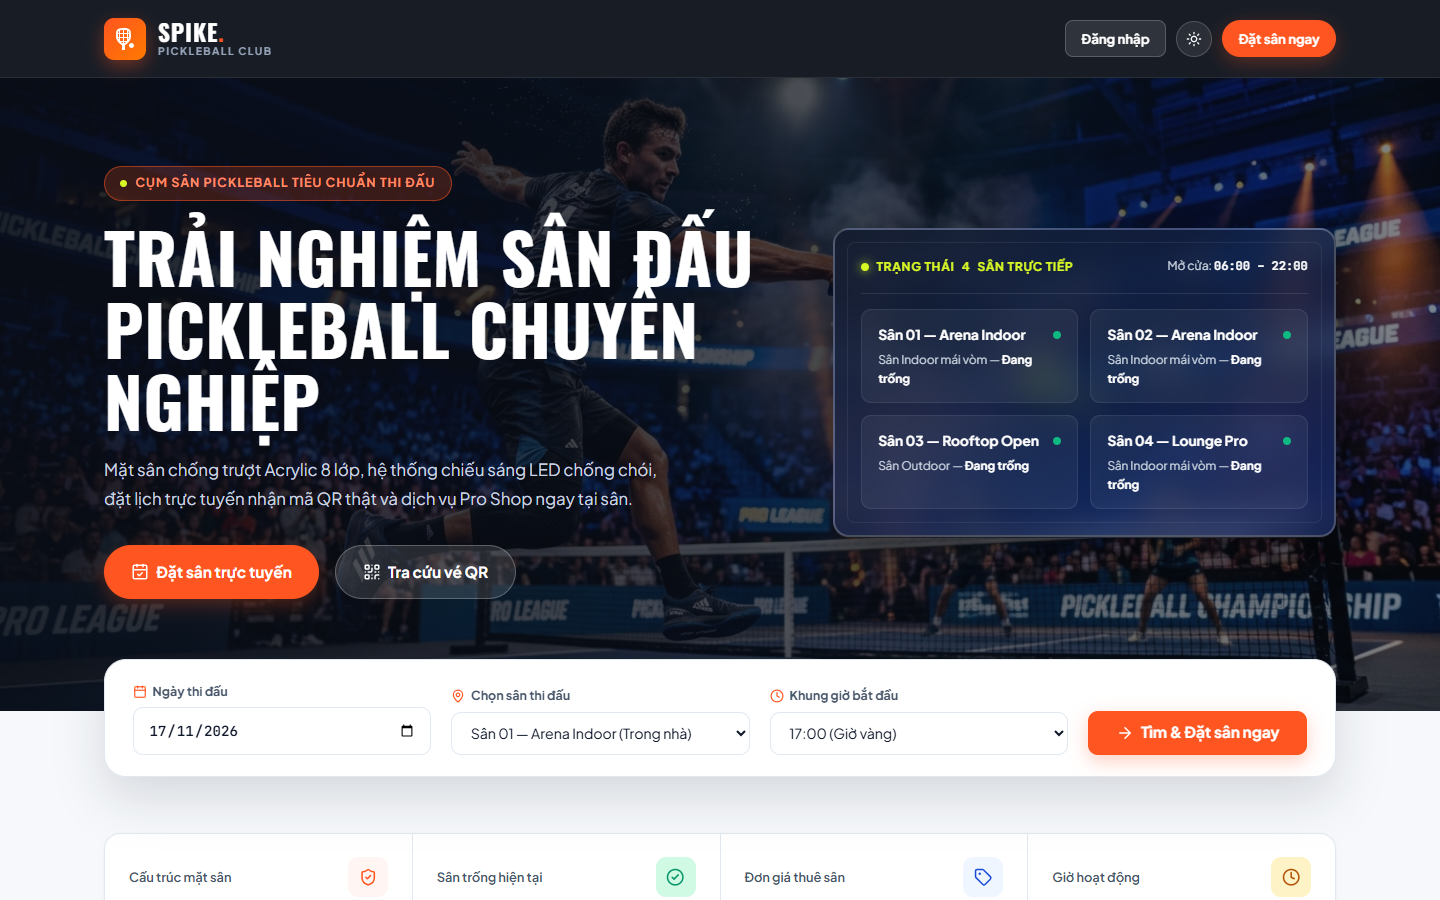 SPIKE.
PICKLEBALL CLUB
Đăng nhập
Đặt sân ngay
CỤM SÂN PICKLEBALL TIÊU CHUẨN THI ĐẤU
TRẢI NGHIỆM SÂN ĐẤU
PICKLEBALL CHUYÊN
NGHIỆP
Mặt sân chống trượt Acrylic 8 lớp, hệ thống chiếu sáng LED chống chói,
đặt lịch trực tuyến nhận mã QR thật và dịch vụ Pro Shop ngay tại sân.
Đặt sân trực tuyến
Tra cứu vé QR
TRẠNG THÁI 4 SÂN TRỰC TIẾP
Mở cửa: 06:00 – 22:00
Sân 01 — Arena Indoor
Sân Indoor mái vòm — Đang
trống
Sân 02 — Arena Indoor
Sân Indoor mái vòm — Đang
trống
Sân 03 — Rooftop Open
Sân Outdoor — Đang trống
Sân 04 — Lounge Pro
Sân Indoor mái vòm — Đang
trống
LEAGUE
PRO LEAGUE
PRO LEAGUE
PICKLEBALL CHAMPIONSHIP
Ngày thi đấu
17/11/2026
Chọn sân thi đấu
Sân 01 — Arena Indoor (Trong nhà)
Khung giờ bắt đầu
17:00 (Giờ vàng)
Tìm & Đặt sân ngay
Cấu trúc mặt sân
Sân trống hiện tại
Đơn giá thuê sân
Giờ hoạt động